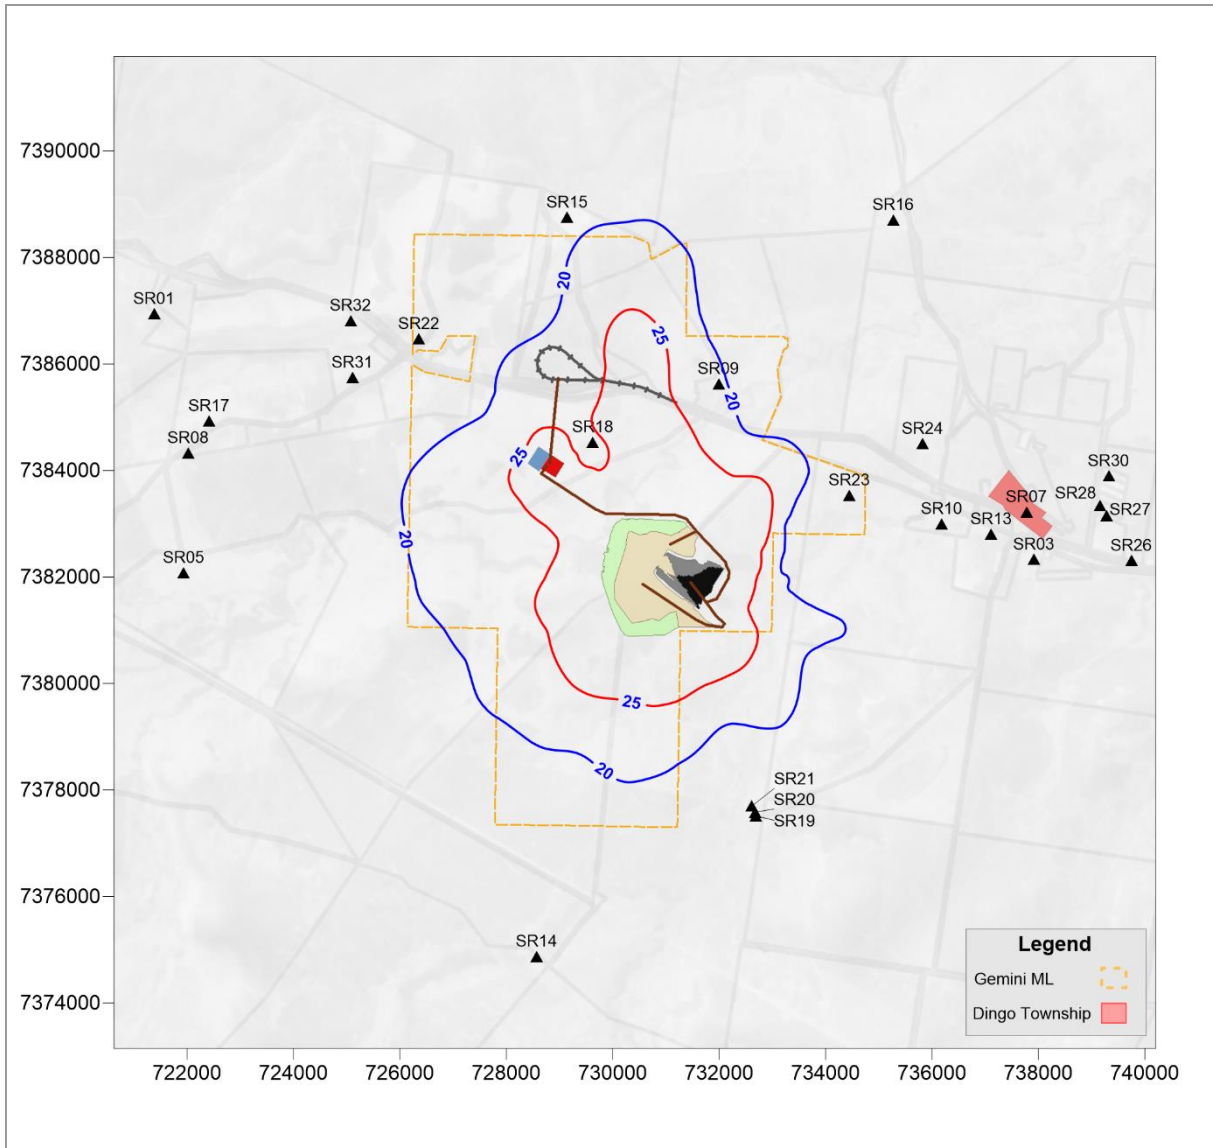 7390000
7388000
7386000
7384000
7382000
7380000
7378000
7376000
7374000
722000
724000
726000
728000
730000
732000
734000
736000
738000
740000
SR15
SR16
20
SR01
SR32
SR22
25
SR31
SR09
20
SR17
SR08
SR18
SR24
25
SR23
SR30
SR28
SR27
SR07
SR10
SR13
20
SR05
SR03
SR26
25
20
SR21
SR20
SR19
SR14
Legend
Gemini ML
Dingo Township